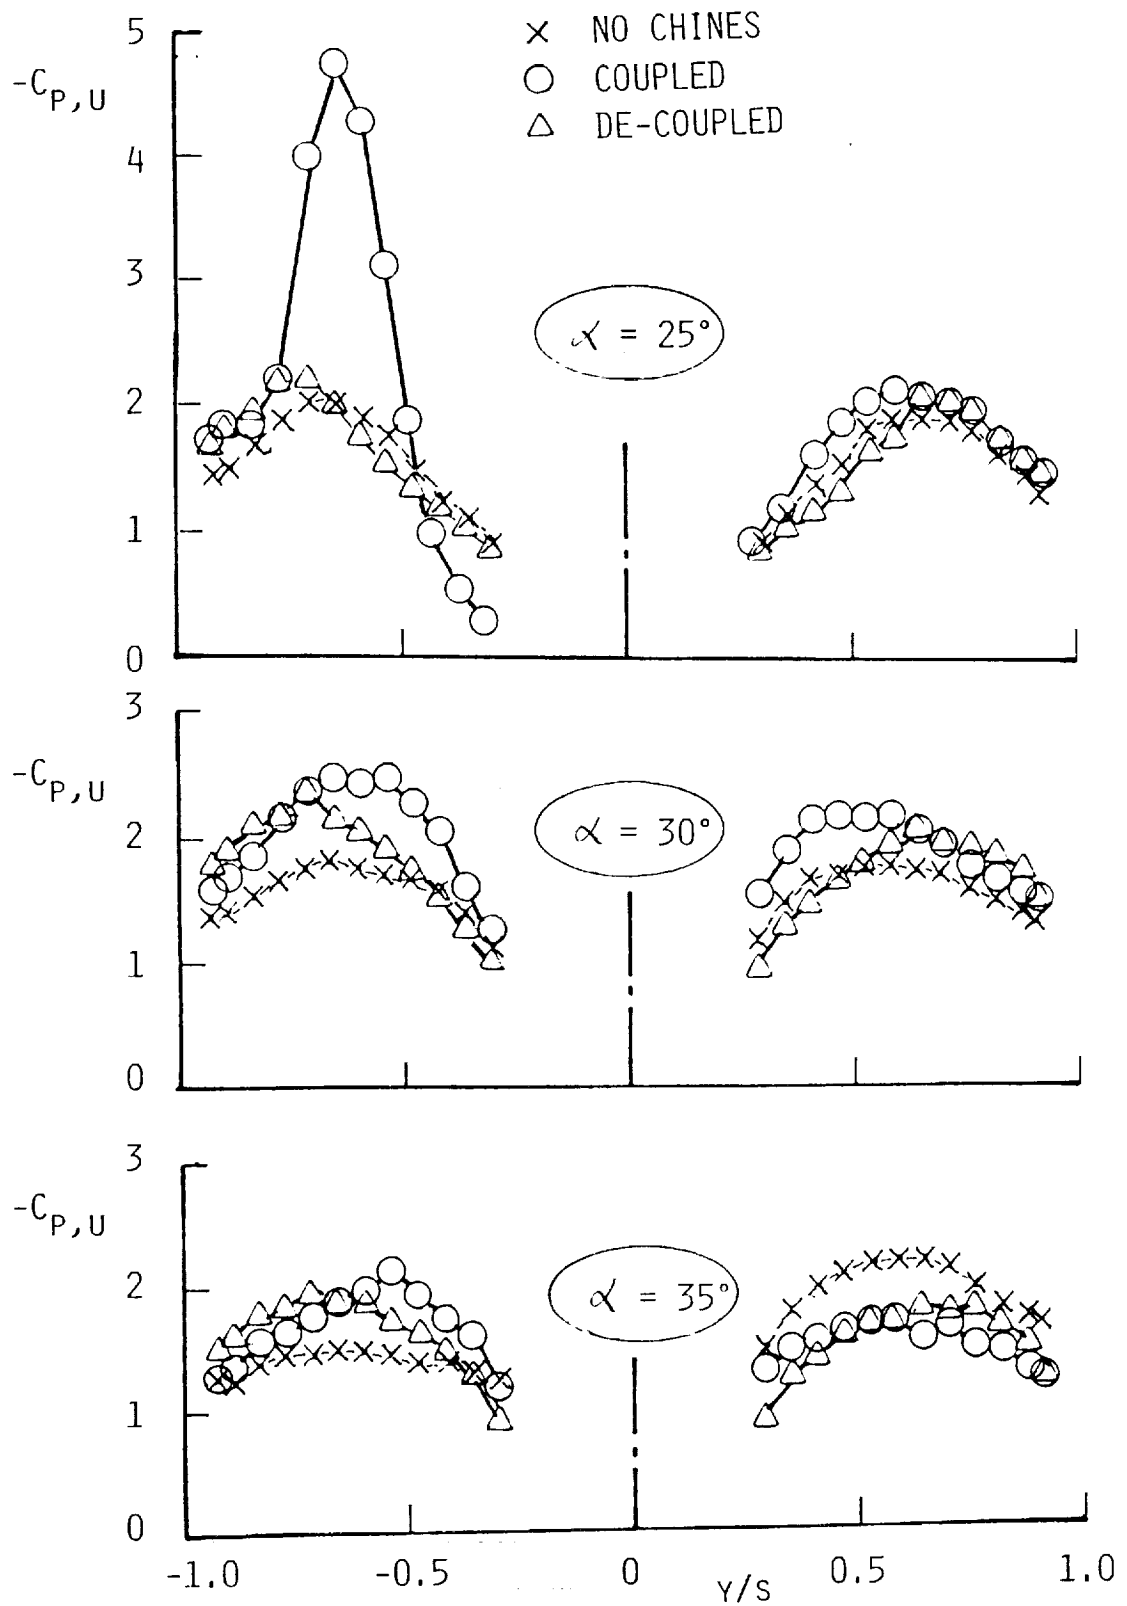 × NO CHINES
○ COUPLED
△ DE-COUPLED
-C_P,U
5
4
3
2
1
0
α = 25°
-C_P,U
3
2
1
0
α = 30°
-C_P,U
3
2
1
0
α = 35°
-1.0 -0.5 0 0.5 1.0
Y/S